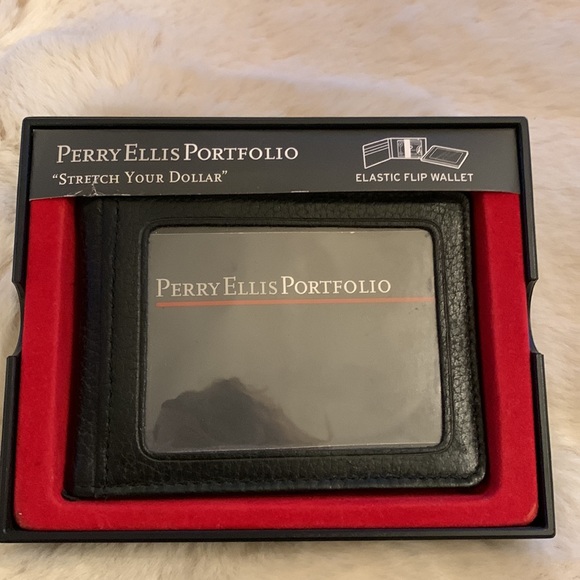 PERRY ELLIS PORTFOLIO
"STRETCH YOUR DOLLAR"
ELASTIC FLIP WALLET
PERRY ELLIS PORTFOLIO